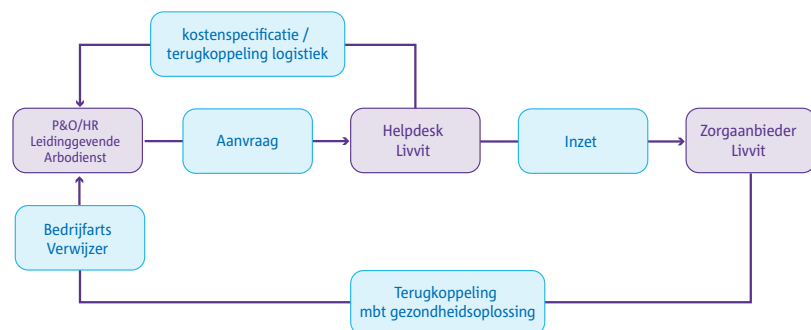 kostenspecificatie /
terugkoppeling logistiek
P&O/HR
Leidinggevende
Arbodienst
Aanvraag
Helpdesk
Livvit
Inzet
Zorgaanbieder
Livvit
Bedrijfarts
Verwijzer
Terugkoppeling
mbt gezondheidsoplossing